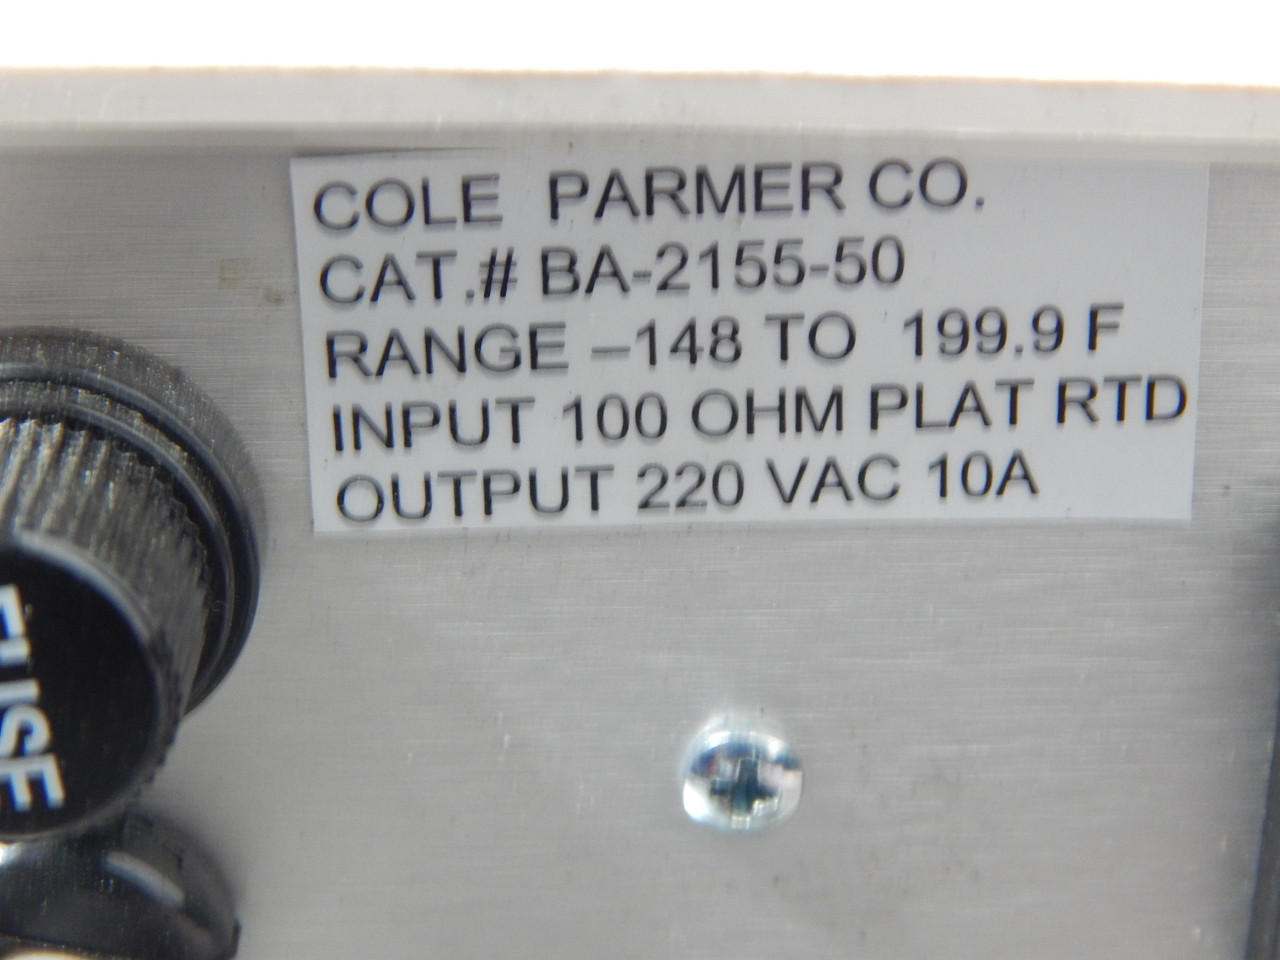 COLE PARMER CO.
CAT.# BA-2155-50
RANGE –148 TO 199.9 F
INPUT 100 OHM PLAT RTD
OUTPUT 220 VAC 10A
FUSE